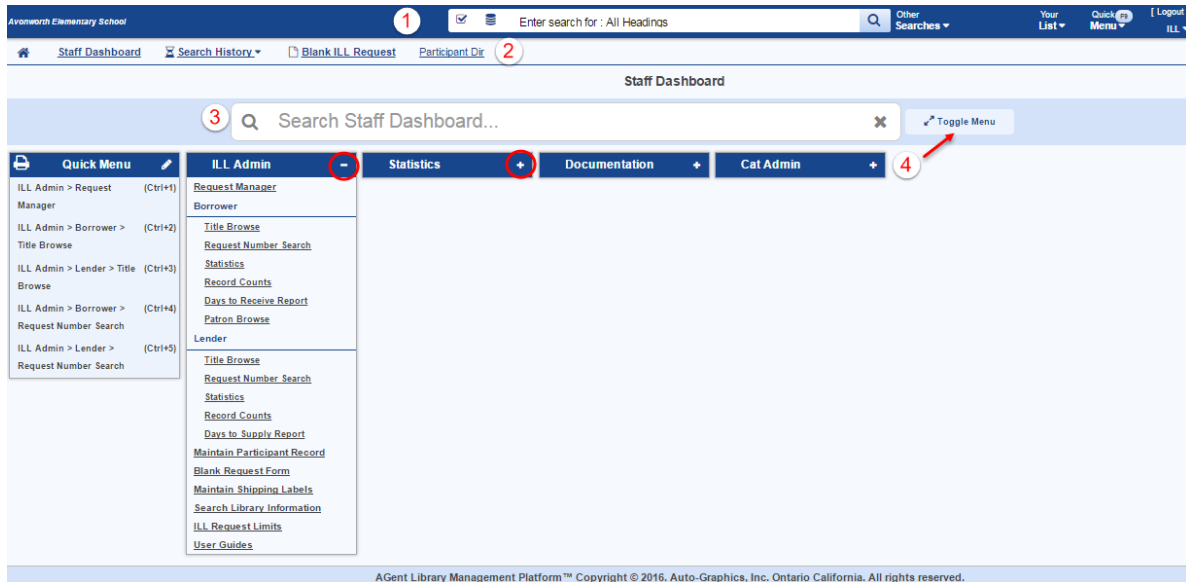 Avonworth Elementary School
1
Enter search for : All Headings
Other Searches
Your List
Quick Menu F9
[ Logout
ILL
Staff Dashboard
Search History
Blank ILL Request
Participant Dir
2
Staff Dashboard
3
Search Staff Dashboard...
Toggle Menu
4
Quick Menu
ILL Admin > Request (Ctrl+1)
Manager
ILL Admin > Borrower > (Ctrl+2)
Title Browse
ILL Admin > Lender > Title (Ctrl+3)
Browse
ILL Admin > Borrower > (Ctrl+4)
Request Number Search
ILL Admin > Lender > (Ctrl+5)
Request Number Search
ILL Admin -
Request Manager
Borrower
Title Browse
Request Number Search
Statistics
Record Counts
Days to Receive Report
Patron Browse
Lender
Title Browse
Request Number Search
Statistics
Record Counts
Days to Supply Report
Maintain Participant Record
Blank Request Form
Maintain Shipping Labels
Search Library Information
ILL Request Limits
User Guides
Statistics +
Documentation +
Cat Admin +
AGent Library Management Platform™ Copyright © 2016. Auto-Graphics, Inc. Ontario California. All rights reserved.